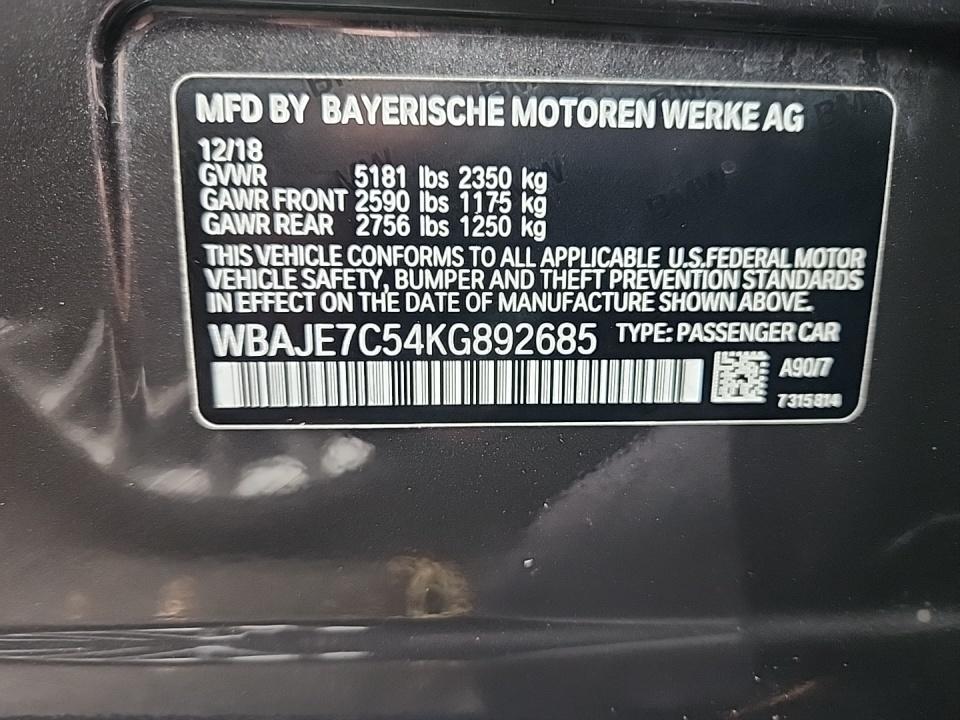 MFD BY BAYERISCHE MOTOREN WERKE AG
12/18
GVWR 5181 lbs 2350 kg
GAWR FRONT 2590 lbs 1175 kg
GAWR REAR 2756 lbs 1250 kg
THIS VEHICLE CONFORMS TO ALL APPLICABLE U.S.FEDERAL MOTOR
VEHICLE SAFETY, BUMPER AND THEFT PREVENTION STANDARDS
IN EFFECT ON THE DATE OF MANUFACTURE SHOWN ABOVE.
WBAJE7C54KG892685 TYPE: PASSENGER CAR
A90/7
7315814